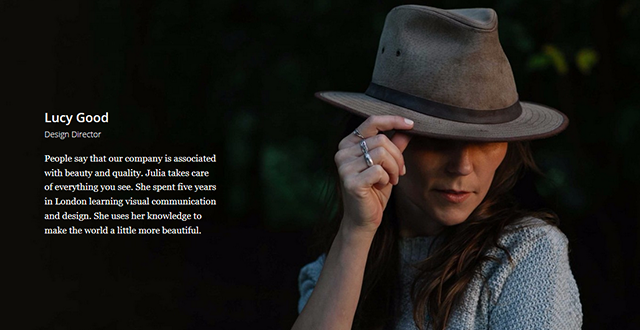 Lucy Good
Design Director
People say that our company is associated
with beauty and quality. Julia takes care
of everything you see. She spent five years
in London learning visual communication
and design. She uses her knowledge to
make the world a little more beautiful.